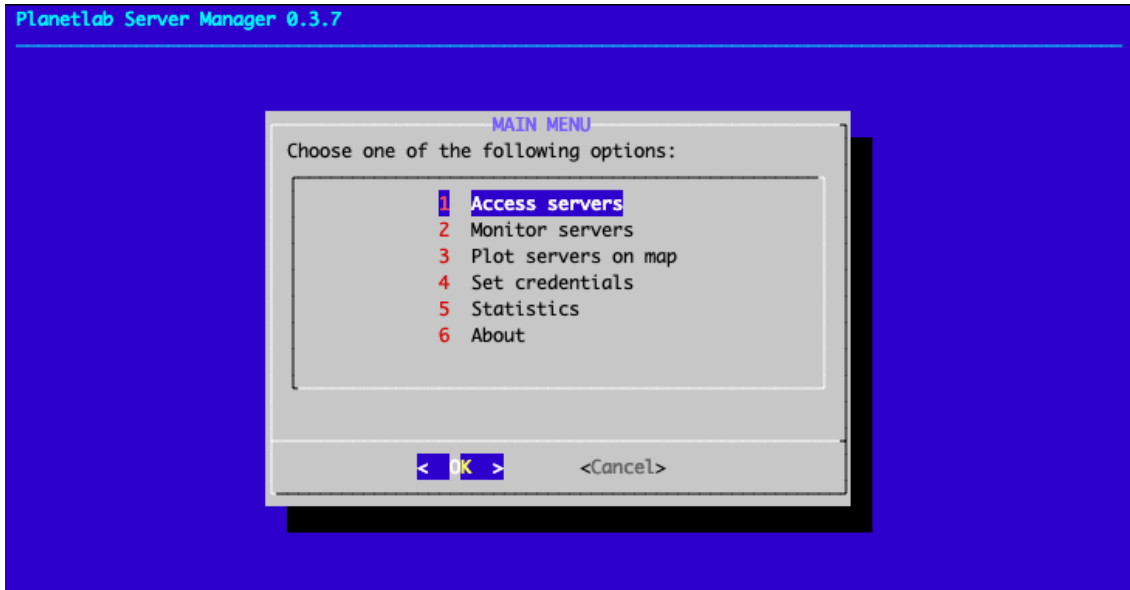 Planetlab Server Manager 0.3.7
MAIN MENU
Choose one of the following options:
1 Access servers
2 Monitor servers
3 Plot servers on map
4 Set credentials
5 Statistics
6 About
< OK > <Cancel>